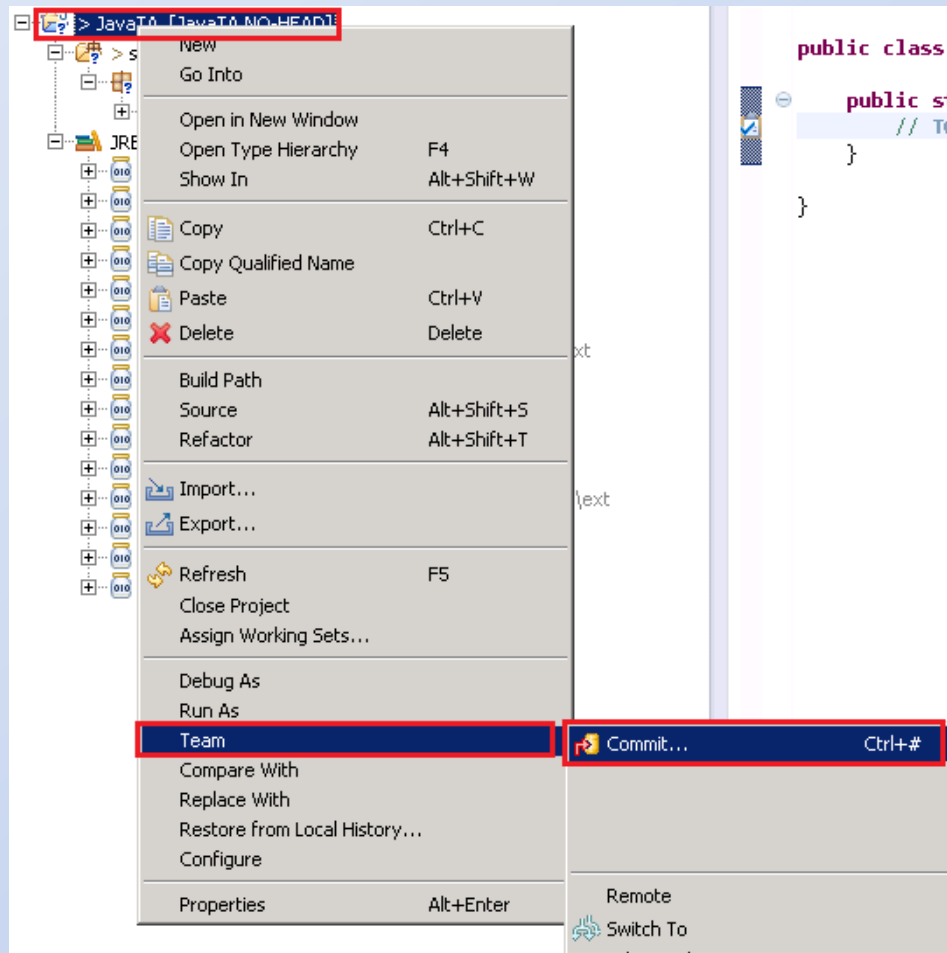 > JavaTA [JavaTA NO-HEAD]
> s
JRE
New
Go Into
Open in New Window
Open Type Hierarchy F4
Show In Alt+Shift+W
Copy Ctrl+C
Copy Qualified Name
Paste Ctrl+V
Delete Delete
Build Path
Source Alt+Shift+S
Refactor Alt+Shift+T
Import...
Export...
Refresh F5
Close Project
Assign Working Sets...
Debug As
Run As
Team
Compare With
Replace With
Restore from Local History...
Configure
Properties Alt+Enter
Commit... Ctrl+#
Remote
Switch To
xt
\ext
public class
public st
//
}
}